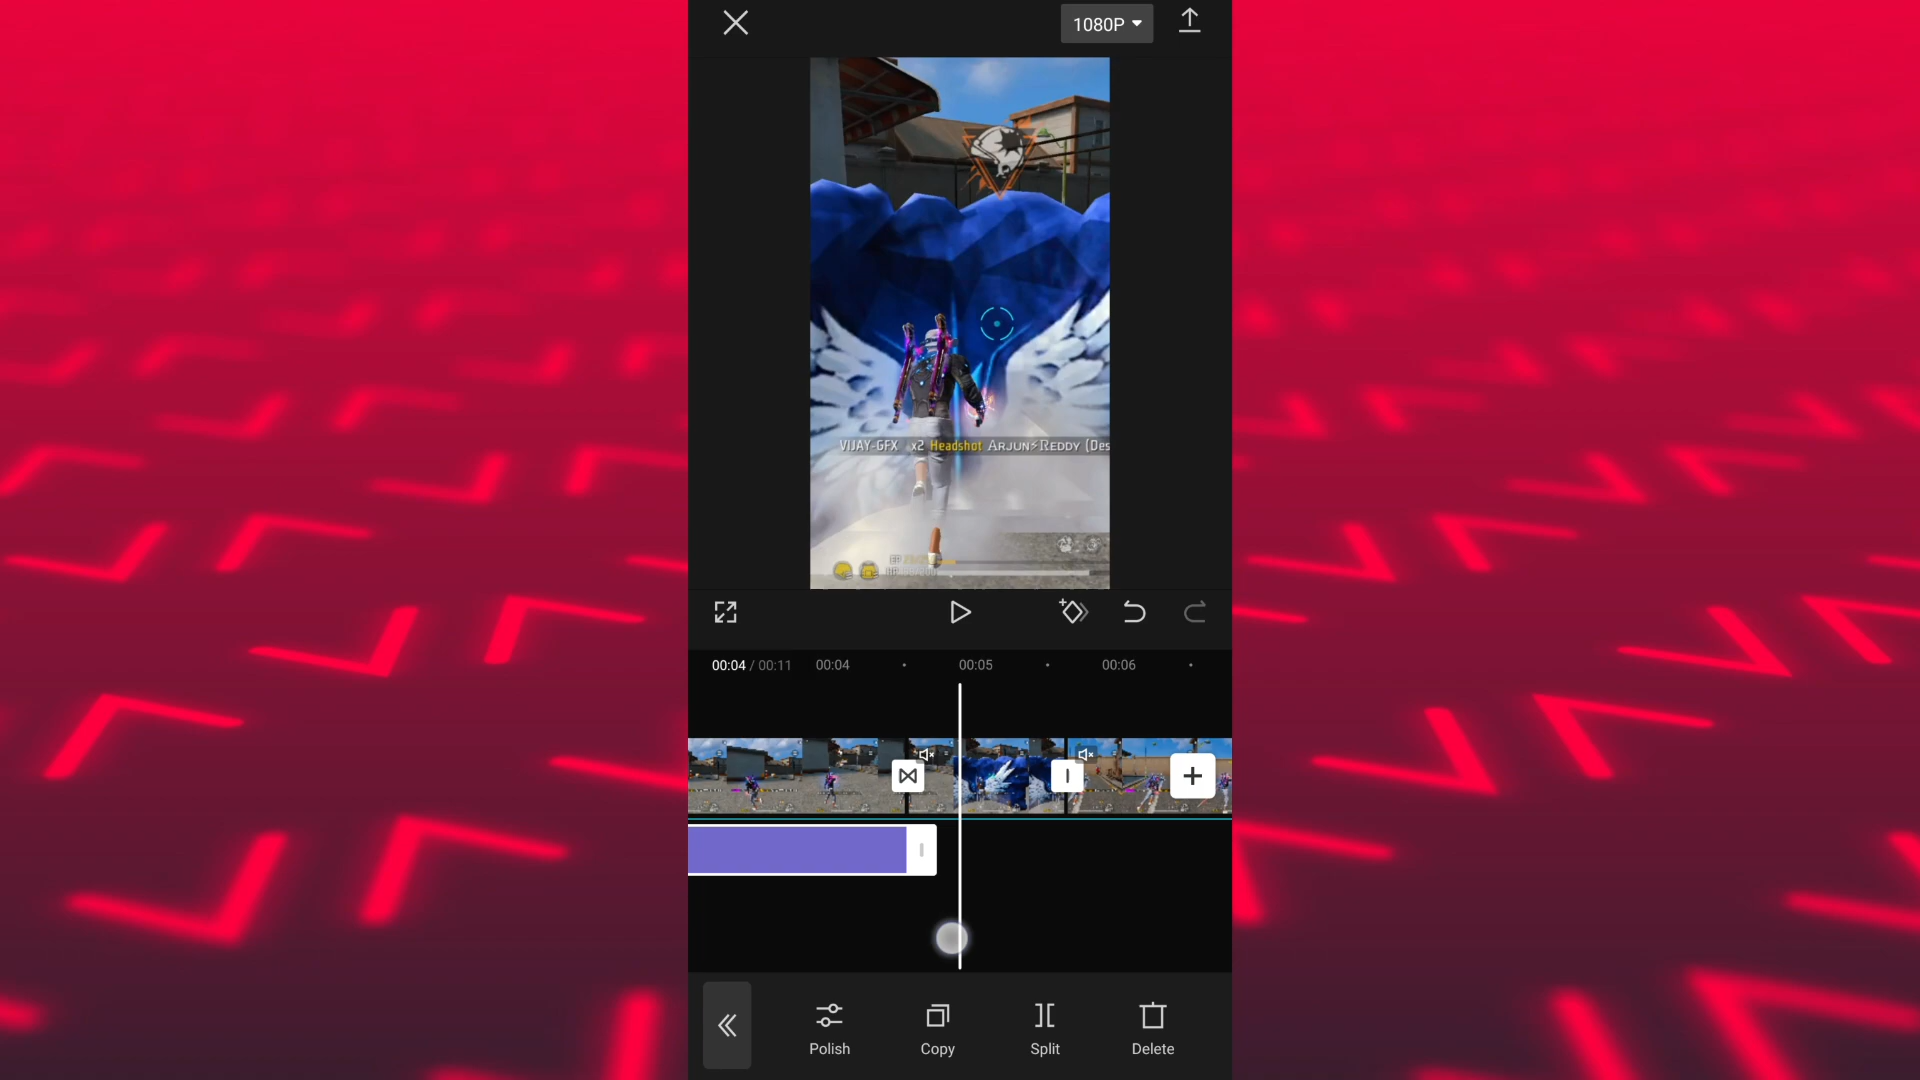 1080P
VIJAY-GFX x2 Headshot ARJUN⚡REDDY (Des
00:04 / 00:11 00:04 00:05 00:06
Polish Copy Split Delete